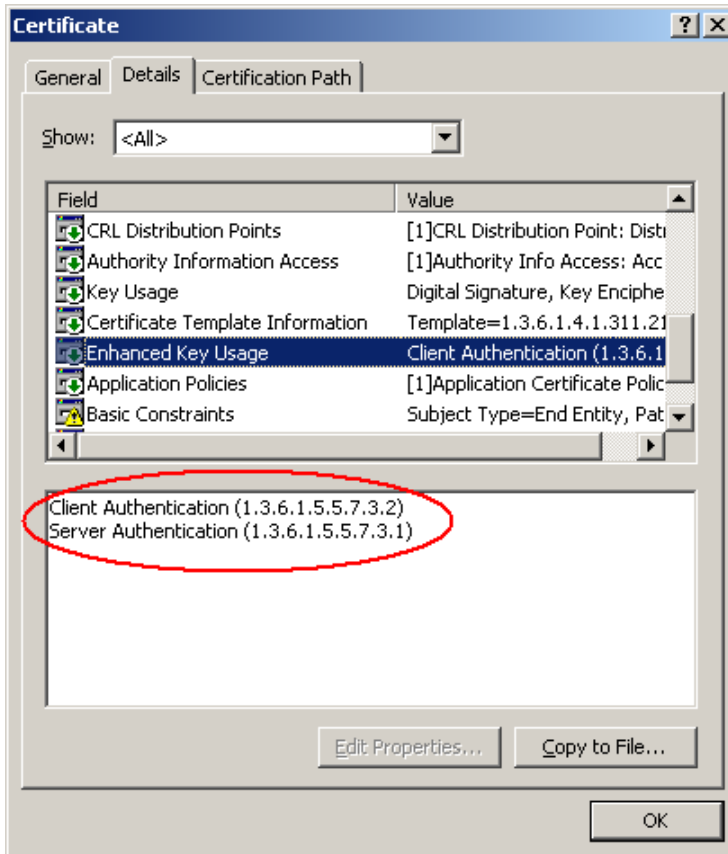 Certificate
General Details Certification Path
Show: <All>
Field Value
CRL Distribution Points [1]CRL Distribution Point: Distri
Authority Information Access [1]Authority Info Access: Acc
Key Usage Digital Signature, Key Enciphe
Certificate Template Information Template=1.3.6.1.4.1.311.21
Enhanced Key Usage Client Authentication (1.3.6.1
Application Policies [1]Application Certificate Polic
Basic Constraints Subject Type=End Entity, Pat
Client Authentication (1.3.6.1.5.5.7.3.2)
Server Authentication (1.3.6.1.5.5.7.3.1)
Edit Properties... Copy to File...
OK